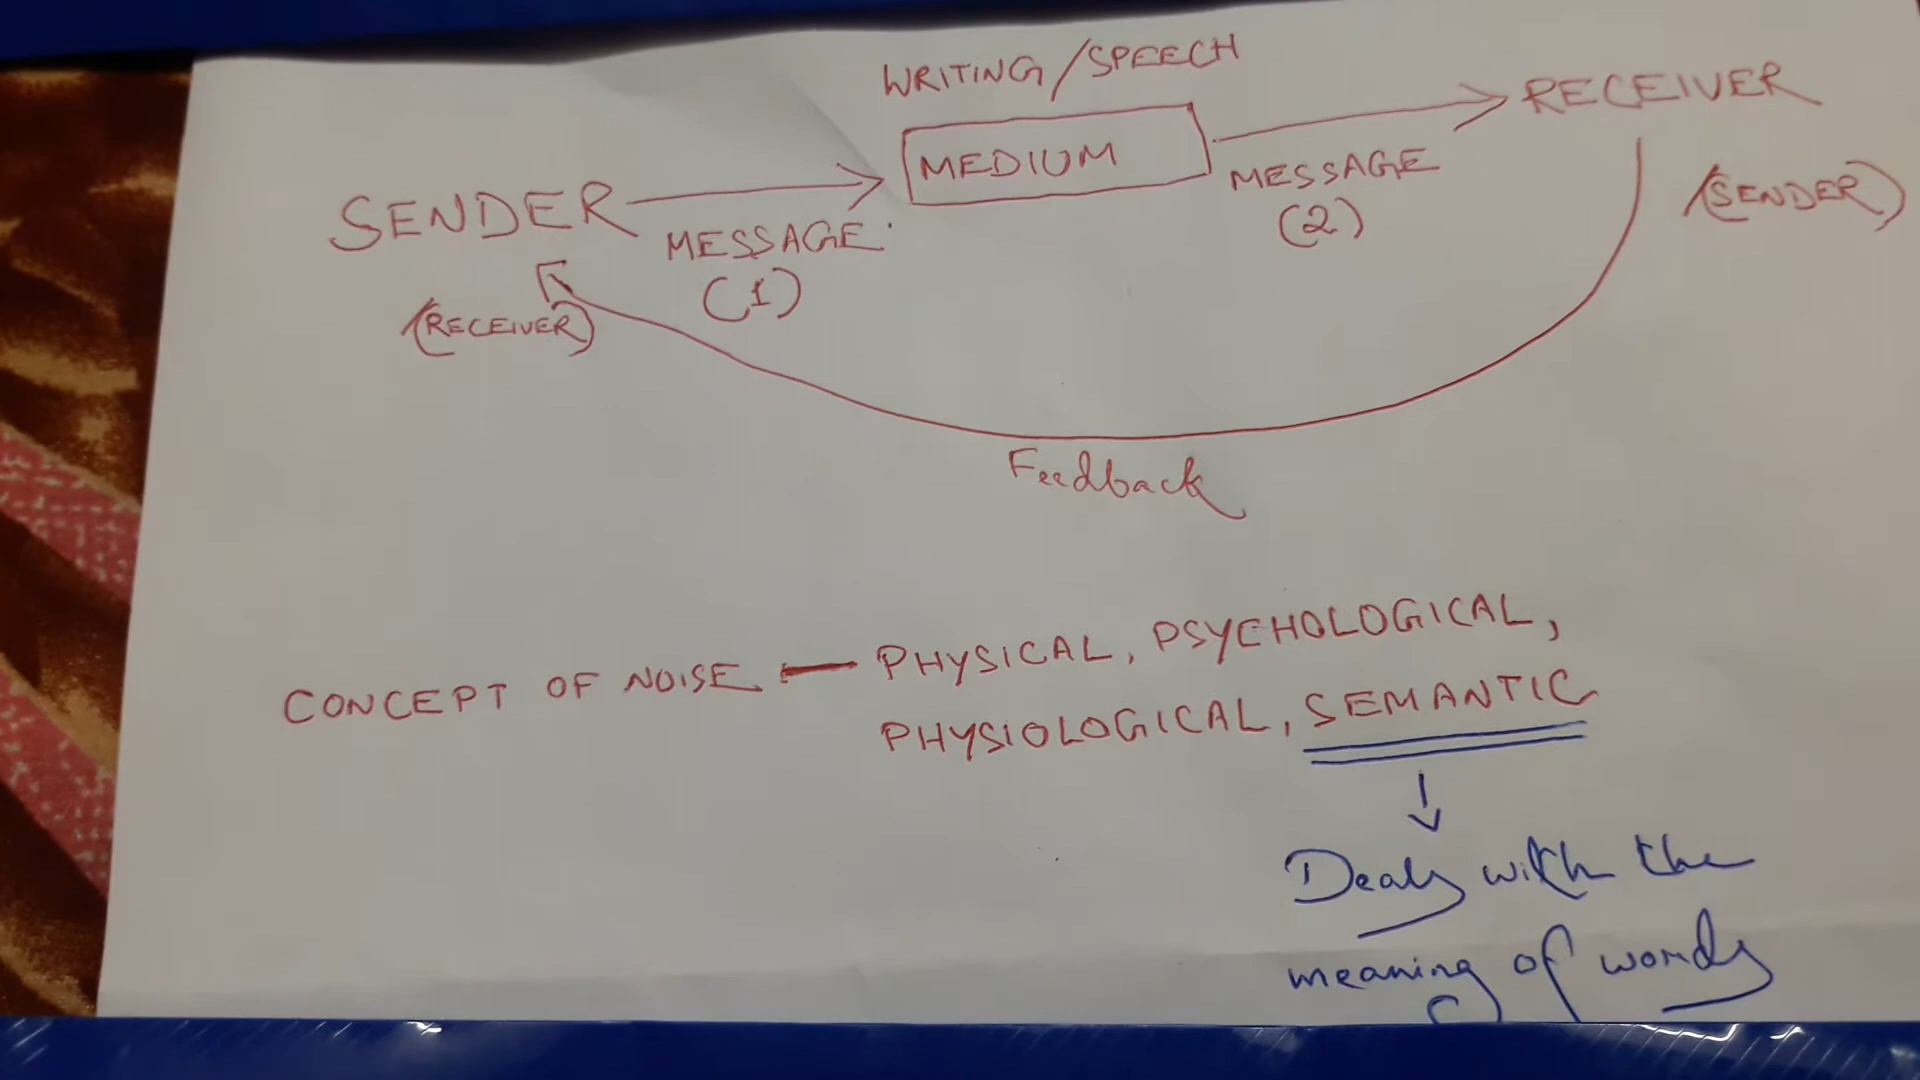 WRITING/SPEECH
SENDER
MESSAGE
(1)
MEDIUM
MESSAGE
(2)
RECEIVER
(SENDER)
(RECEIVER)
Feedback
CONCEPT OF NOISE — PHYSICAL, PSYCHOLOGICAL,
PHYSIOLOGICAL, SEMANTIC
Deals with the
meaning of words